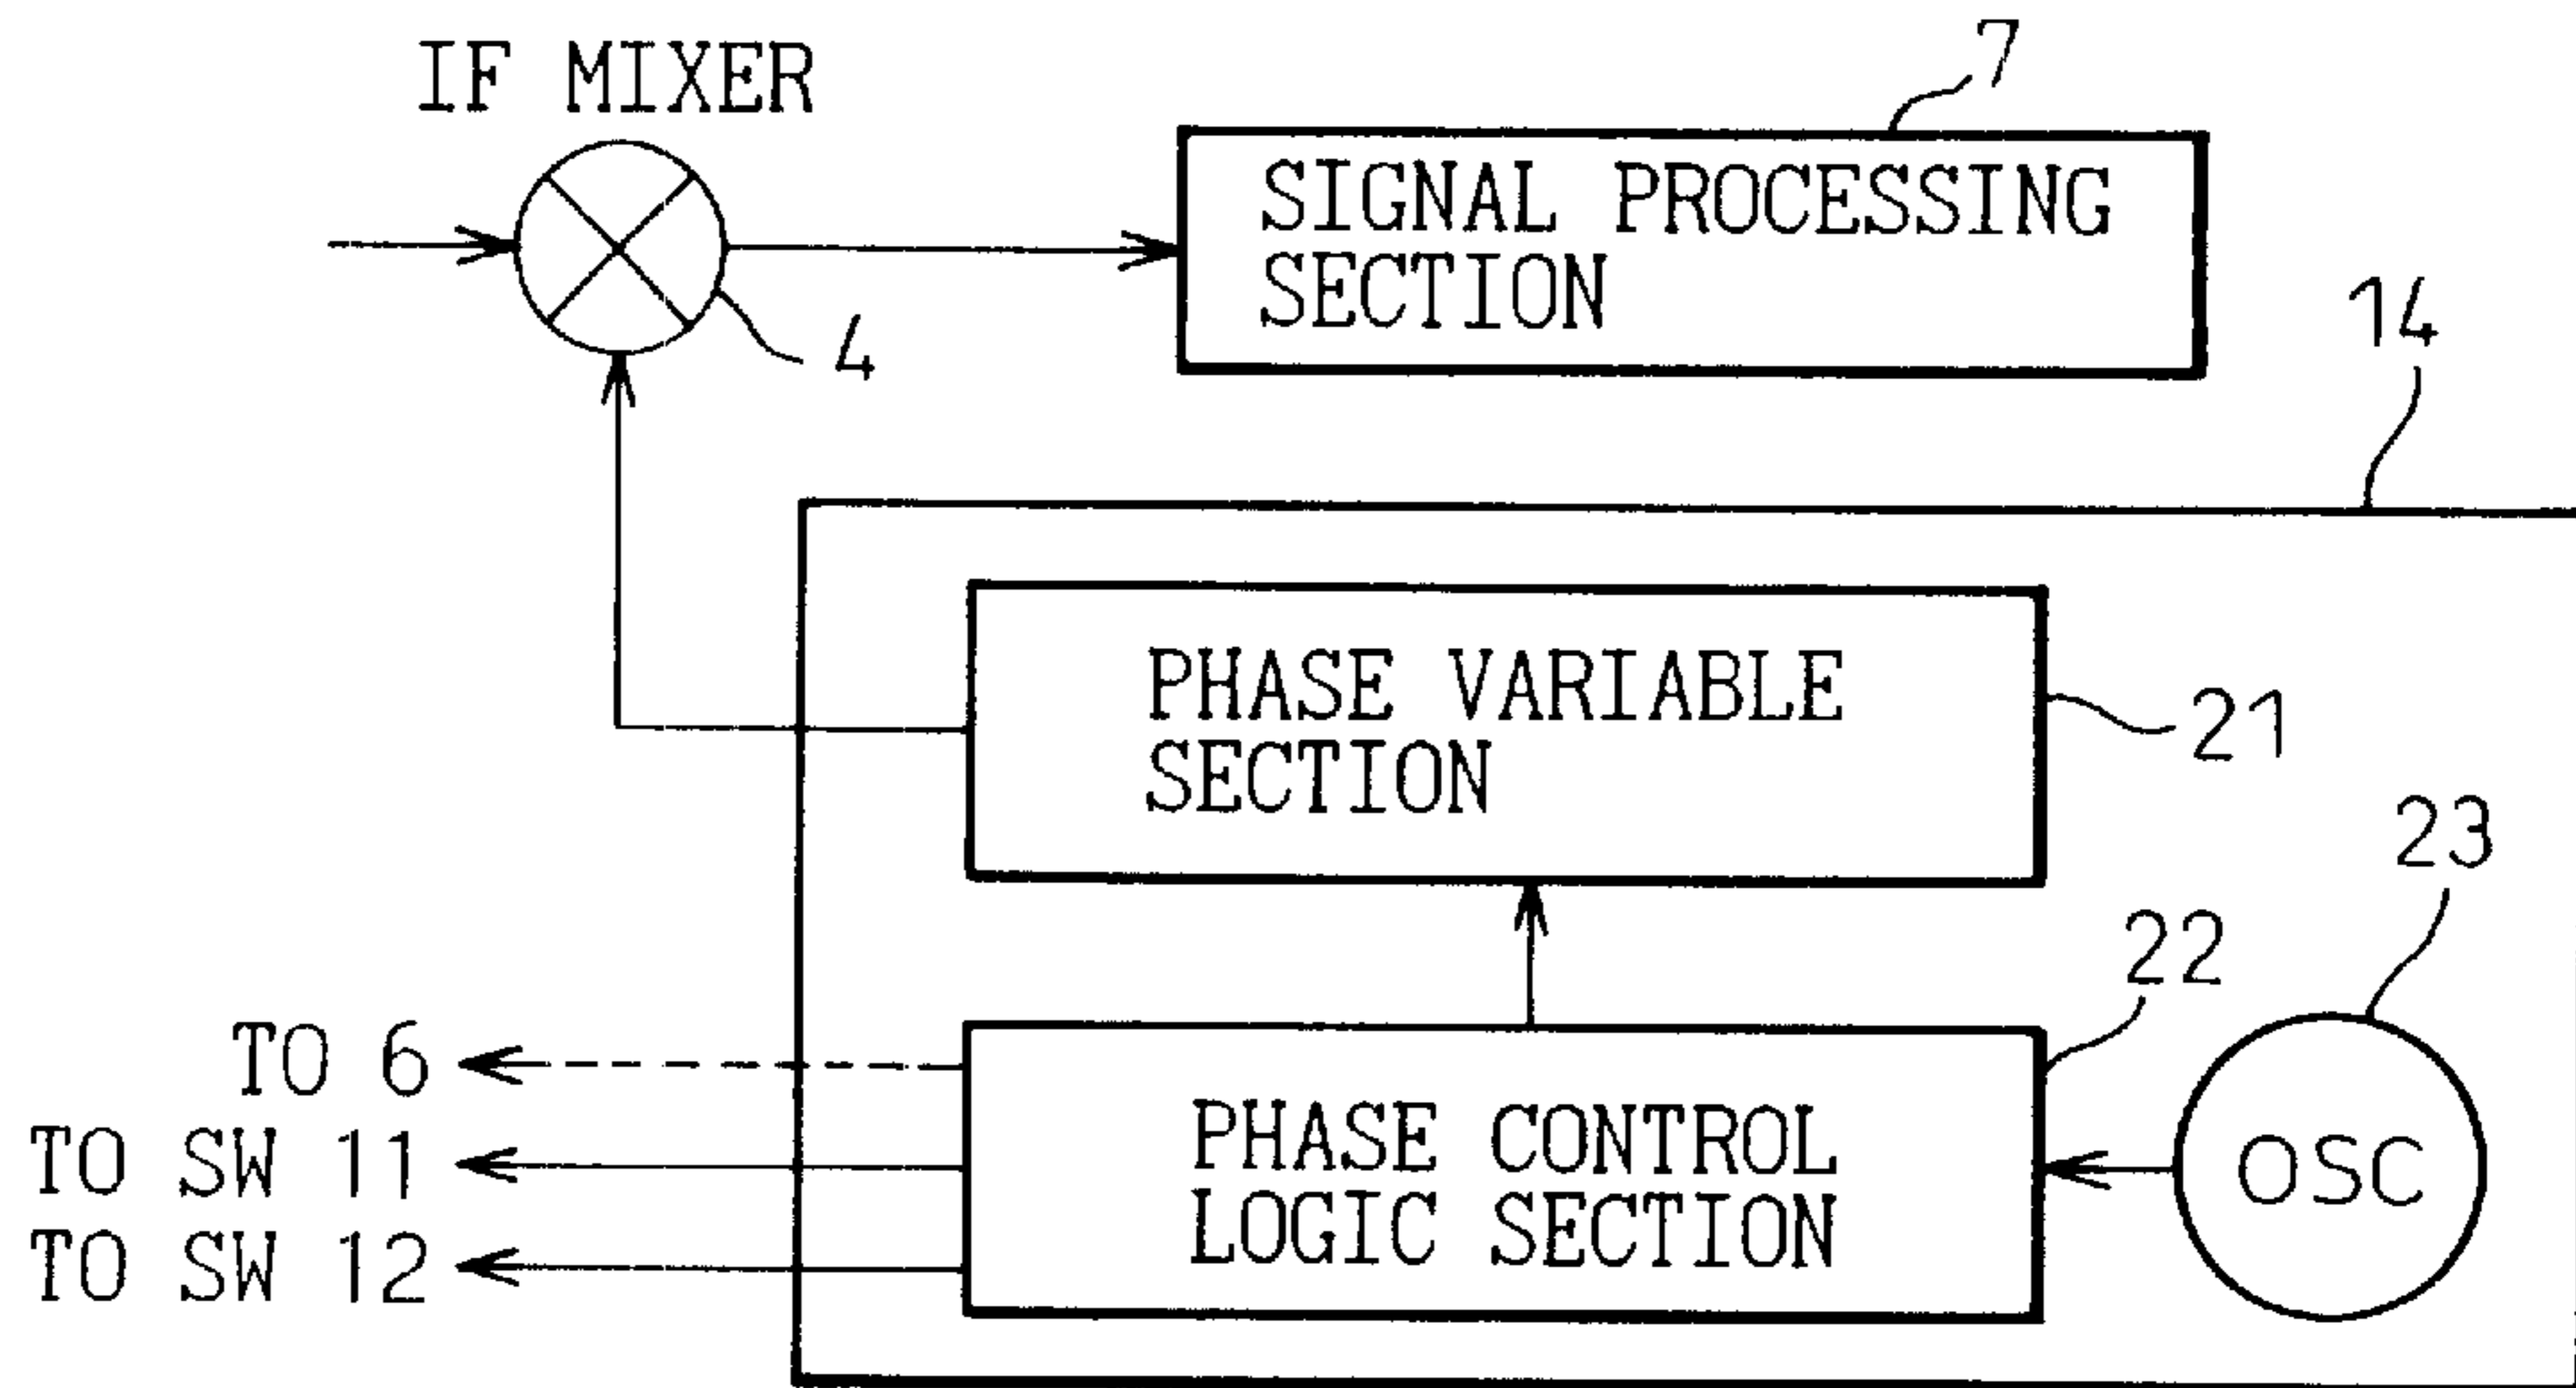 7
IF MIXER
SIGNAL PROCESSING
SECTION
4
14
PHASE VARIABLE
SECTION
21
23
22
TO 6
TO SW 11
TO SW 12
PHASE CONTROL
LOGIC SECTION
OSC